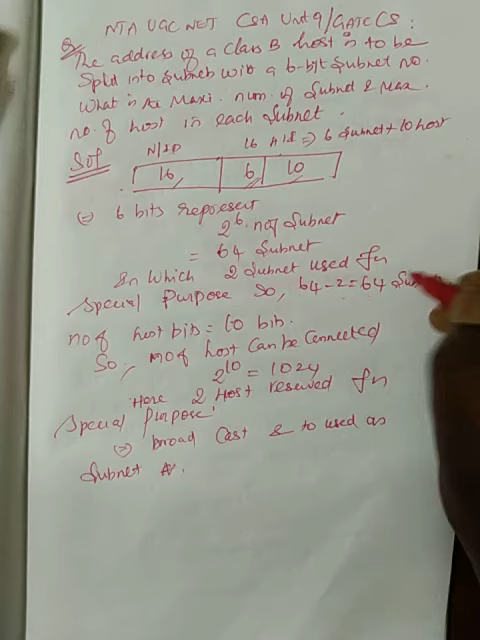 NTA UGC NET CSA Unit 9/GATE CS:
Q. The address of a class B host is to be
Split into Subnets with a 6-bit Subnet no.
What is the Maxi. num. of Subnet & Max.
no. of host in each Subnet.
Sol N/ID 16 HID => 6 Subnet + 10 host
16 6 10
6 bits represent
2^6 no of Subnet
= 64 Subnet
In which 2 Subnet used for
Special Purpose So, 64-2=64
no of host bits = 10 bits.
So, no of host Can be Connected
2^10 = 1024
Here 2 Host reserved for
Special Purpose.
=> broad Cast & to used as
Subnet